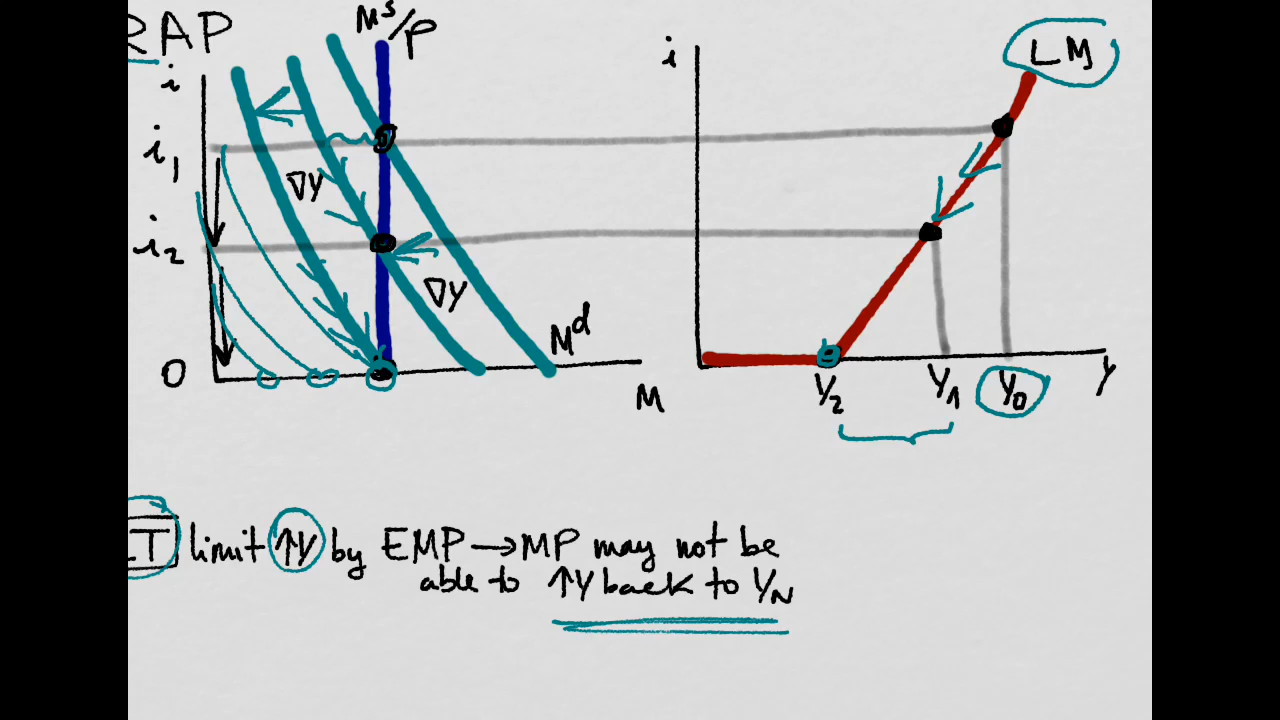 RAP
Mˢ/P
i
i₁
i₂
0
∇Y
∇Y
Mᵈ
M
i
LM
Y₂
Y₁
Y₀
Y
LT limit ↑Y by EMP → MP may not be
able to ↑Y back to Y_N